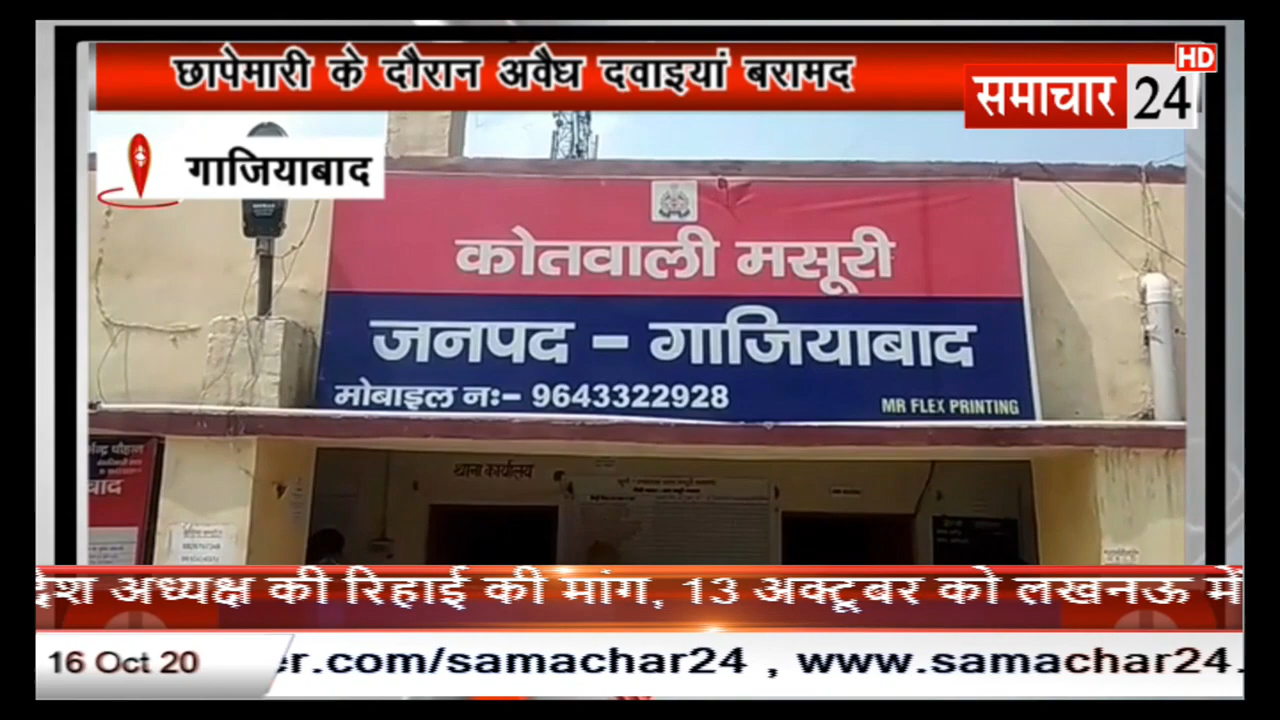 छापेमारी के दौरान अवैध दवाइयां बरामद
HD
समाचार 24
गाजियाबाद
कोतवाली मसूरी
जनपद - गाजियाबाद
मोबाइल नः- 9643322928
MR FLEX PRINTING
थाना कार्यालय
चौहान
बाद
देश अध्यक्ष की रिहाई की मांग, 13 अक्टूबर को लखनऊ में
16 Oct 20
er.com/samachar24 , www.samachar24.